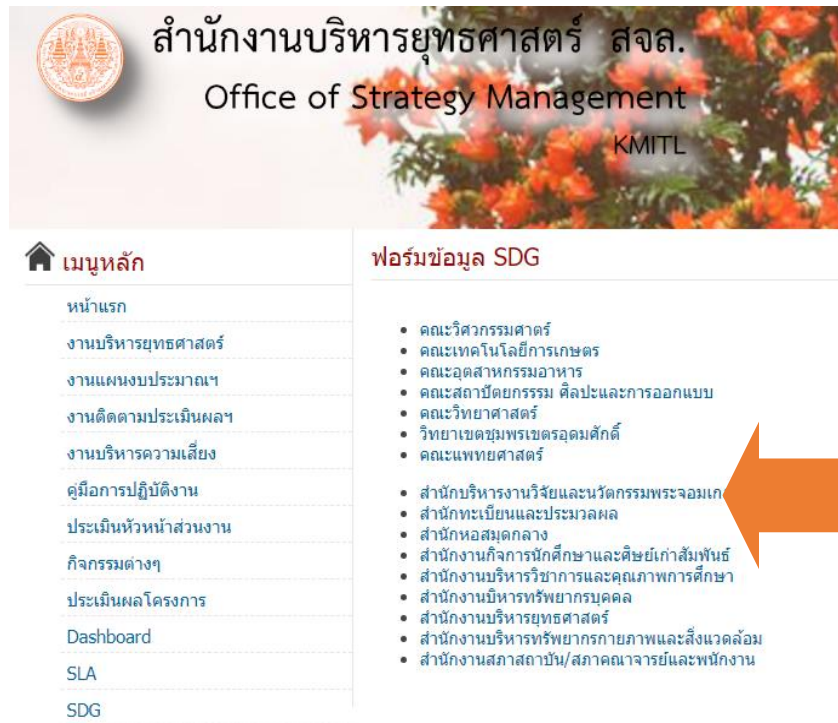 สำนักงานบริหารยุทธศาสตร์ สจล.
Office of Strategy Management
KMITL
เมนูหลัก
หน้าแรก
งานบริหารยุทธศาสตร์
งานแผนงบประมาณฯ
งานติดตามประเมินผลฯ
งานบริหารความเสี่ยง
คู่มือการปฏิบัติงาน
ประเมินหัวหน้าส่วนงาน
กิจกรรมต่างๆ
ประเมินผลโครงการ
Dashboard
SLA
SDG
ฟอร์มข้อมูล SDG
คณะวิศวกรรมศาตร์
คณะเทคโนโลยีการเกษตร
คณะอุตสาหกรรมอาหาร
คณะสถาปัตยกรรรม ศิลปะและการออกแบบ
คณะวิทยาศาสตร์
วิทยาเขตชุมพรเขตรอุดมศักดิ์
คณะแพทยศาสตร์
สำนักบริหารงานวิจัยและนวัตกรรมพระจอมเก
สำนักทะเบียนและประมวลผล
สำนักหอสมุดกลาง
สำนักงานกิจการนักศึกษาและศิษย์เก่าสัมพันธ์
สำนักงานบริหารวิชาการและคุณภาพการศึกษา
สำนักงานบิหารทรัพยากรบุคคล
สำนักงานบริหารยุทธศาสตร์
สำนักงานบริหารทรัพยากรกายภาพและสิ่งแวดล้อม
สำนักงานสภาสถาบัน/สภาคณาจารย์และพนักงาน